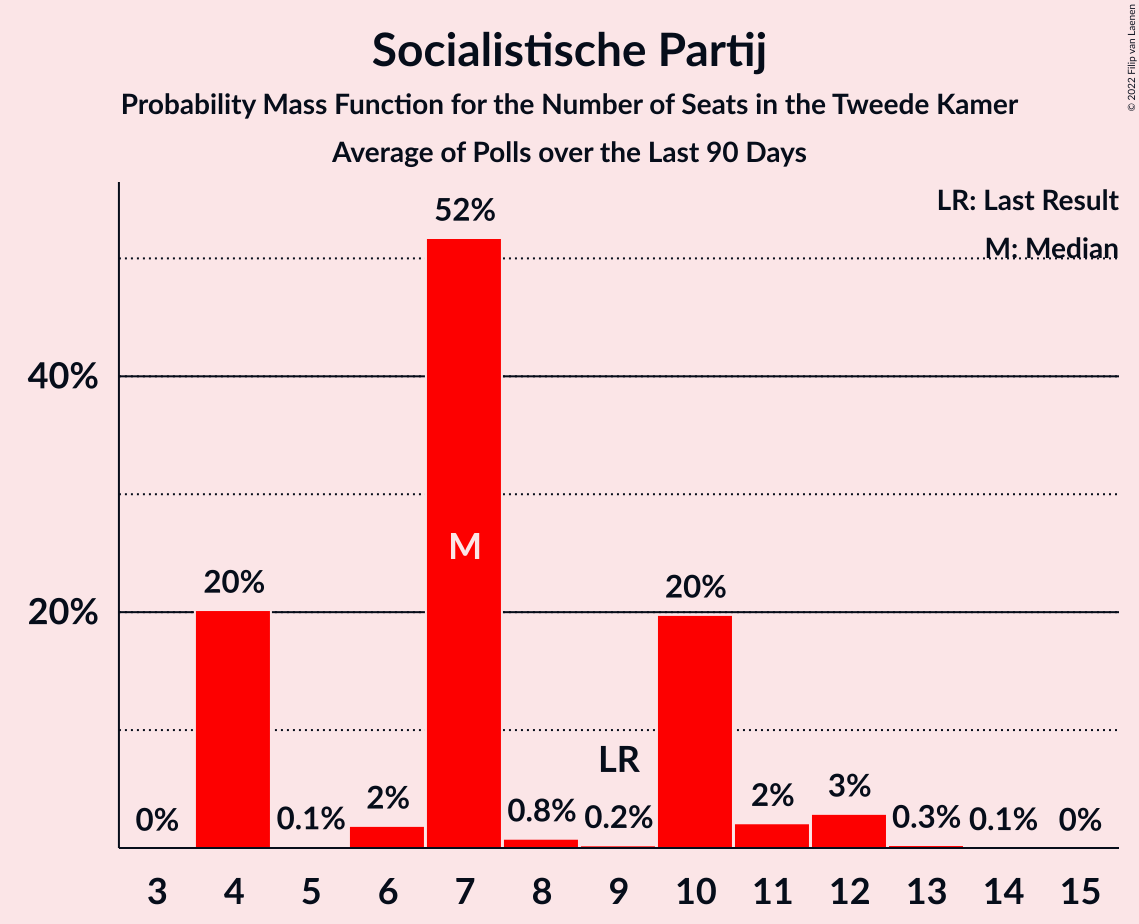 Socialistische Partij
Probability Mass Function for the Number of Seats in the Tweede Kamer
Average of Polls over the Last 90 Days
© 2022 Filip van Laenen
LR: Last Result
M: Median
40%
20%
0%
20%
0.1%
2%
52%
M
0.8%
LR
0.2%
20%
2%
3%
0.3%
0.1%
0%
3 4 5 6 7 8 9 10 11 12 13 14 15